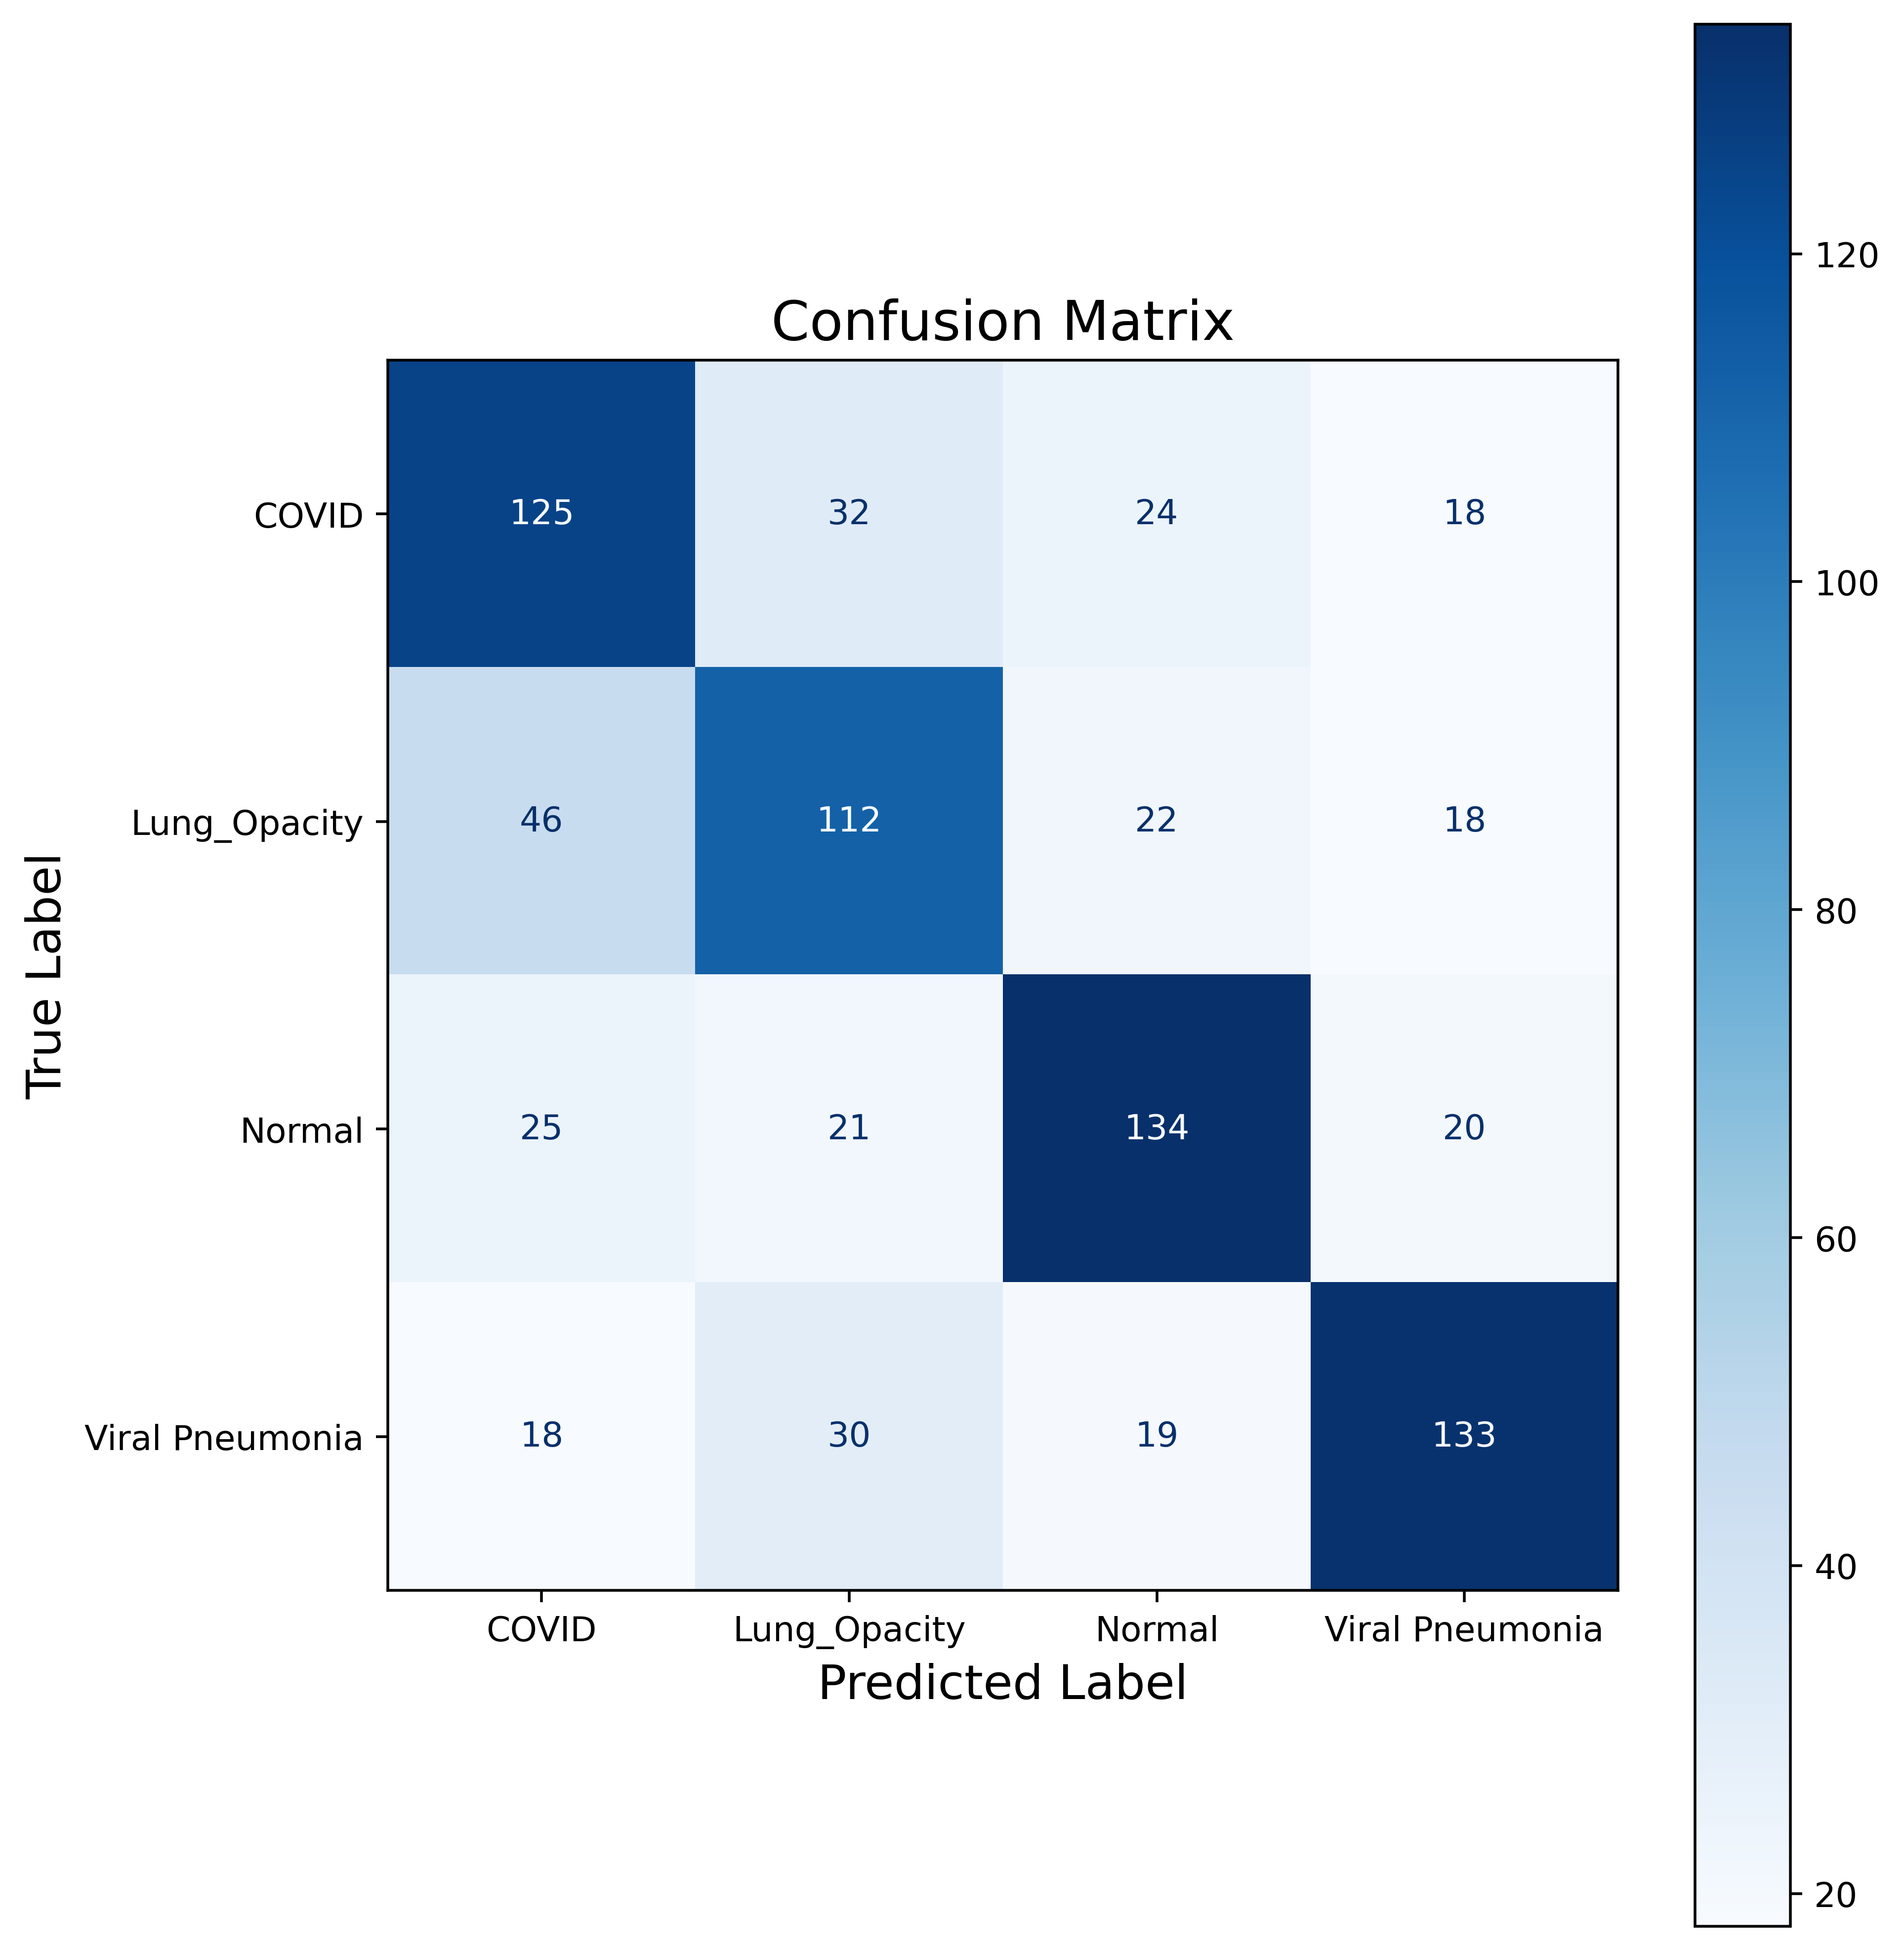 Confusion Matrix
True Label
COVID 125 32 24 18
Lung_Opacity 46 112 22 18
Normal 25 21 134 20
Viral Pneumonia 18 30 19 133
COVID Lung_Opacity Normal Viral Pneumonia
Predicted Label
120
100
80
60
40
20